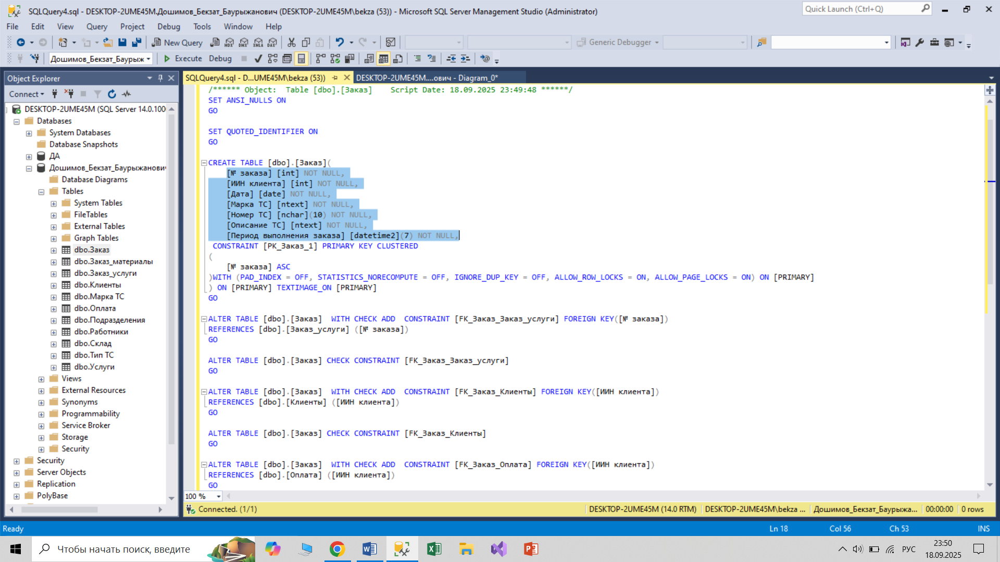 SQLQuery4.sql - DESKTOP-2UME45M.Дошимов_Бекзат_Баурыжанович (DESKTOP-2UME45M\bekza (53)) - Microsoft SQL Server Management Studio (Administrator)
Quick Launch (Ctrl+Q)
File Edit View Query Project Debug Tools Window Help
New Query MDX DMX XMLA DAX Generic Debugger
Дошимов_Бекзат_Баурыж Execute Debug
Object Explorer
Connect
DESKTOP-2UME45M (SQL Server 14.0.100
Databases
System Databases
Database Snapshots
ДА
Дошимов_Бекзат_Баурыжанови
Database Diagrams
Tables
System Tables
FileTables
External Tables
Graph Tables
dbo.Заказ
dbo.Заказ_материалы
dbo.Заказ_услуги
dbo.Клиенты
dbo.Марка ТС
dbo.Оплата
dbo.Подразделения
dbo.Работники
dbo.Склад
dbo.Тип ТС
dbo.Услуги
Views
External Resources
Synonyms
Programmability
Service Broker
Storage
Security
Security
Server Objects
Replication
PolyBase
SQLQuery4.sql - D...UME45M\bekza (53)) DESKTOP-2UME45M....ович - Diagram_0*
/****** Object:  Table [dbo].[Заказ]    Script Date: 18.09.2025 23:49:48 ******/
SET ANSI_NULLS ON
GO
SET QUOTED_IDENTIFIER ON
GO
CREATE TABLE [dbo].[Заказ](
[№ заказа] [int] NOT NULL,
[ИИН клиента] [int] NOT NULL,
[Дата] [date] NOT NULL,
[Марка ТС] [ntext] NOT NULL,
[Номер ТС] [nchar](10) NOT NULL,
[Описание ТС] [ntext] NOT NULL,
[Период выполнения заказа] [datetime2](7) NOT NULL,
CONSTRAINT [PK_Заказ_1] PRIMARY KEY CLUSTERED
(
[№ заказа] ASC
)WITH (PAD_INDEX = OFF, STATISTICS_NORECOMPUTE = OFF, IGNORE_DUP_KEY = OFF, ALLOW_ROW_LOCKS = ON, ALLOW_PAGE_LOCKS = ON) ON [PRIMARY]
) ON [PRIMARY] TEXTIMAGE_ON [PRIMARY]
GO
ALTER TABLE [dbo].[Заказ]  WITH CHECK ADD  CONSTRAINT [FK_Заказ_Заказ_услуги] FOREIGN KEY([№ заказа])
REFERENCES [dbo].[Заказ_услуги] ([№ заказа])
GO
ALTER TABLE [dbo].[Заказ] CHECK CONSTRAINT [FK_Заказ_Заказ_услуги]
GO
ALTER TABLE [dbo].[Заказ]  WITH CHECK ADD  CONSTRAINT [FK_Заказ_Клиенты] FOREIGN KEY([ИИН клиента])
REFERENCES [dbo].[Клиенты] ([ИИН клиента])
GO
ALTER TABLE [dbo].[Заказ] CHECK CONSTRAINT [FK_Заказ_Клиенты]
GO
ALTER TABLE [dbo].[Заказ]  WITH CHECK ADD  CONSTRAINT [FK_Заказ_Оплата] FOREIGN KEY([ИИН клиента])
REFERENCES [dbo].[Оплата] ([ИИН клиента])
GO
100 %
Connected. (1/1) DESKTOP-2UME45M (14.0 RTM) DESKTOP-2UME45M\bekza ... Дошимов_Бекзат_Баурыжа... 00:00:00 0 rows
Ready Ln 18 Col 56 Ch 53 INS
Чтобы начать поиск, введите
РУС
23:50
18.09.2025